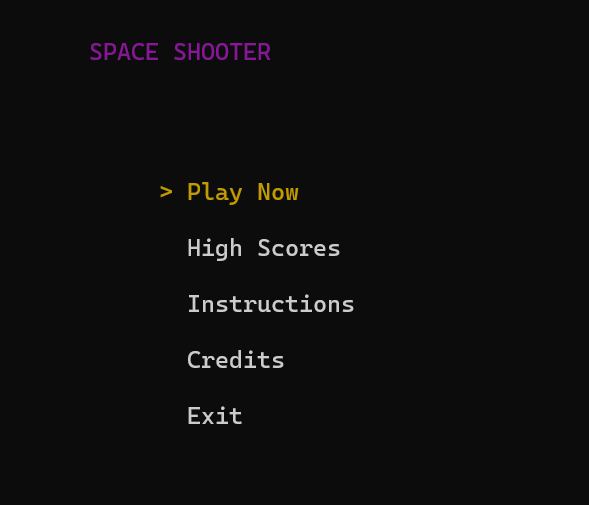 SPACE SHOOTER
> Play Now
High Scores
Instructions
Credits
Exit